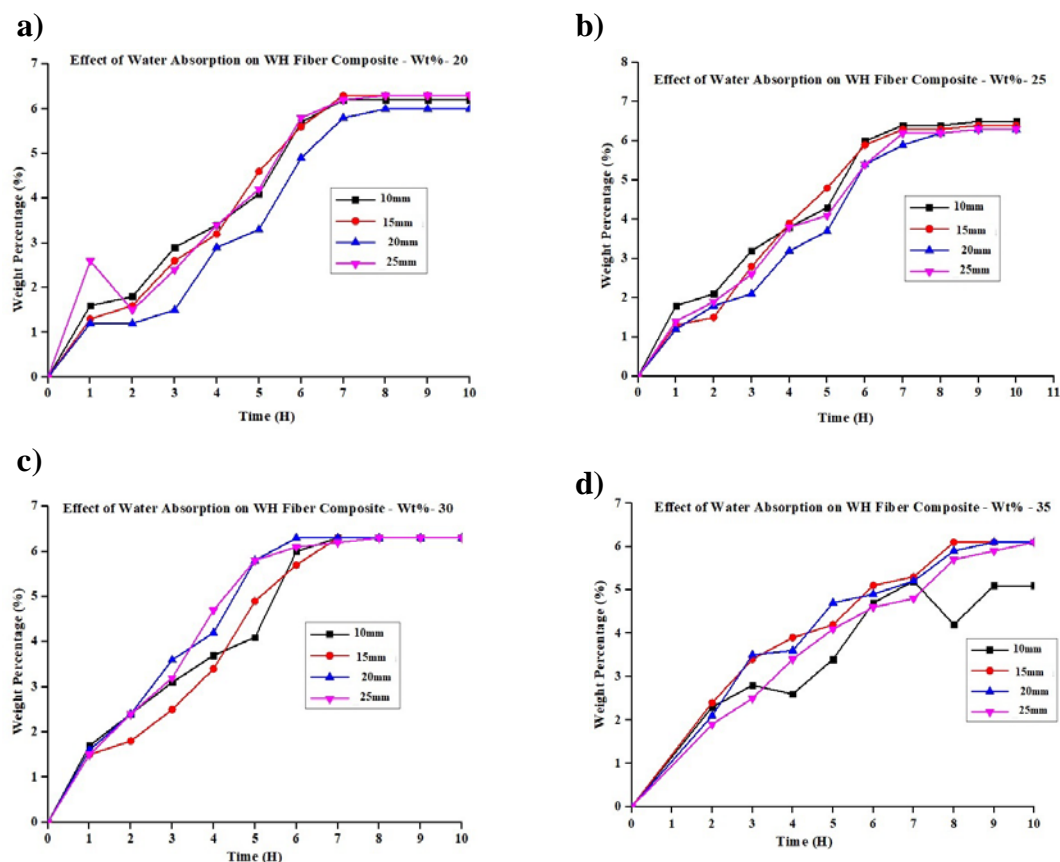 a)
Effect of Water Absorption on WH Fiber Composite - Wt%- 20
7
6
5
4
3
2
1
0
Weight Percentage (%)
10mm
15mm
20mm
25mm
0 1 2 3 4 5 6 7 8 9 10
Time (H)
b)
Effect of Water Absorption on WH Fiber Composite - Wt% - 25
8
7
6
5
4
3
2
1
0
Weight Percentage (%)
10mm
15mm
20mm
25mm
0 1 2 3 4 5 6 7 8 9 10 11
Time (H)
c)
Effect of Water Absorption on WH Fiber Composite - Wt%- 30
7
6
5
4
3
2
1
0
Weight Percentage (%)
10mm
15mm
20mm
25mm
0 1 2 3 4 5 6 7 8 9 10
Time (H)
d)
Effect of Water Absorption on WH Fiber Composite - Wt% - 35
7
6
5
4
3
2
1
0
Weight Percentage (%)
10mm
15mm
20mm
25mm
0 1 2 3 4 5 6 7 8 9 10
Time (H)